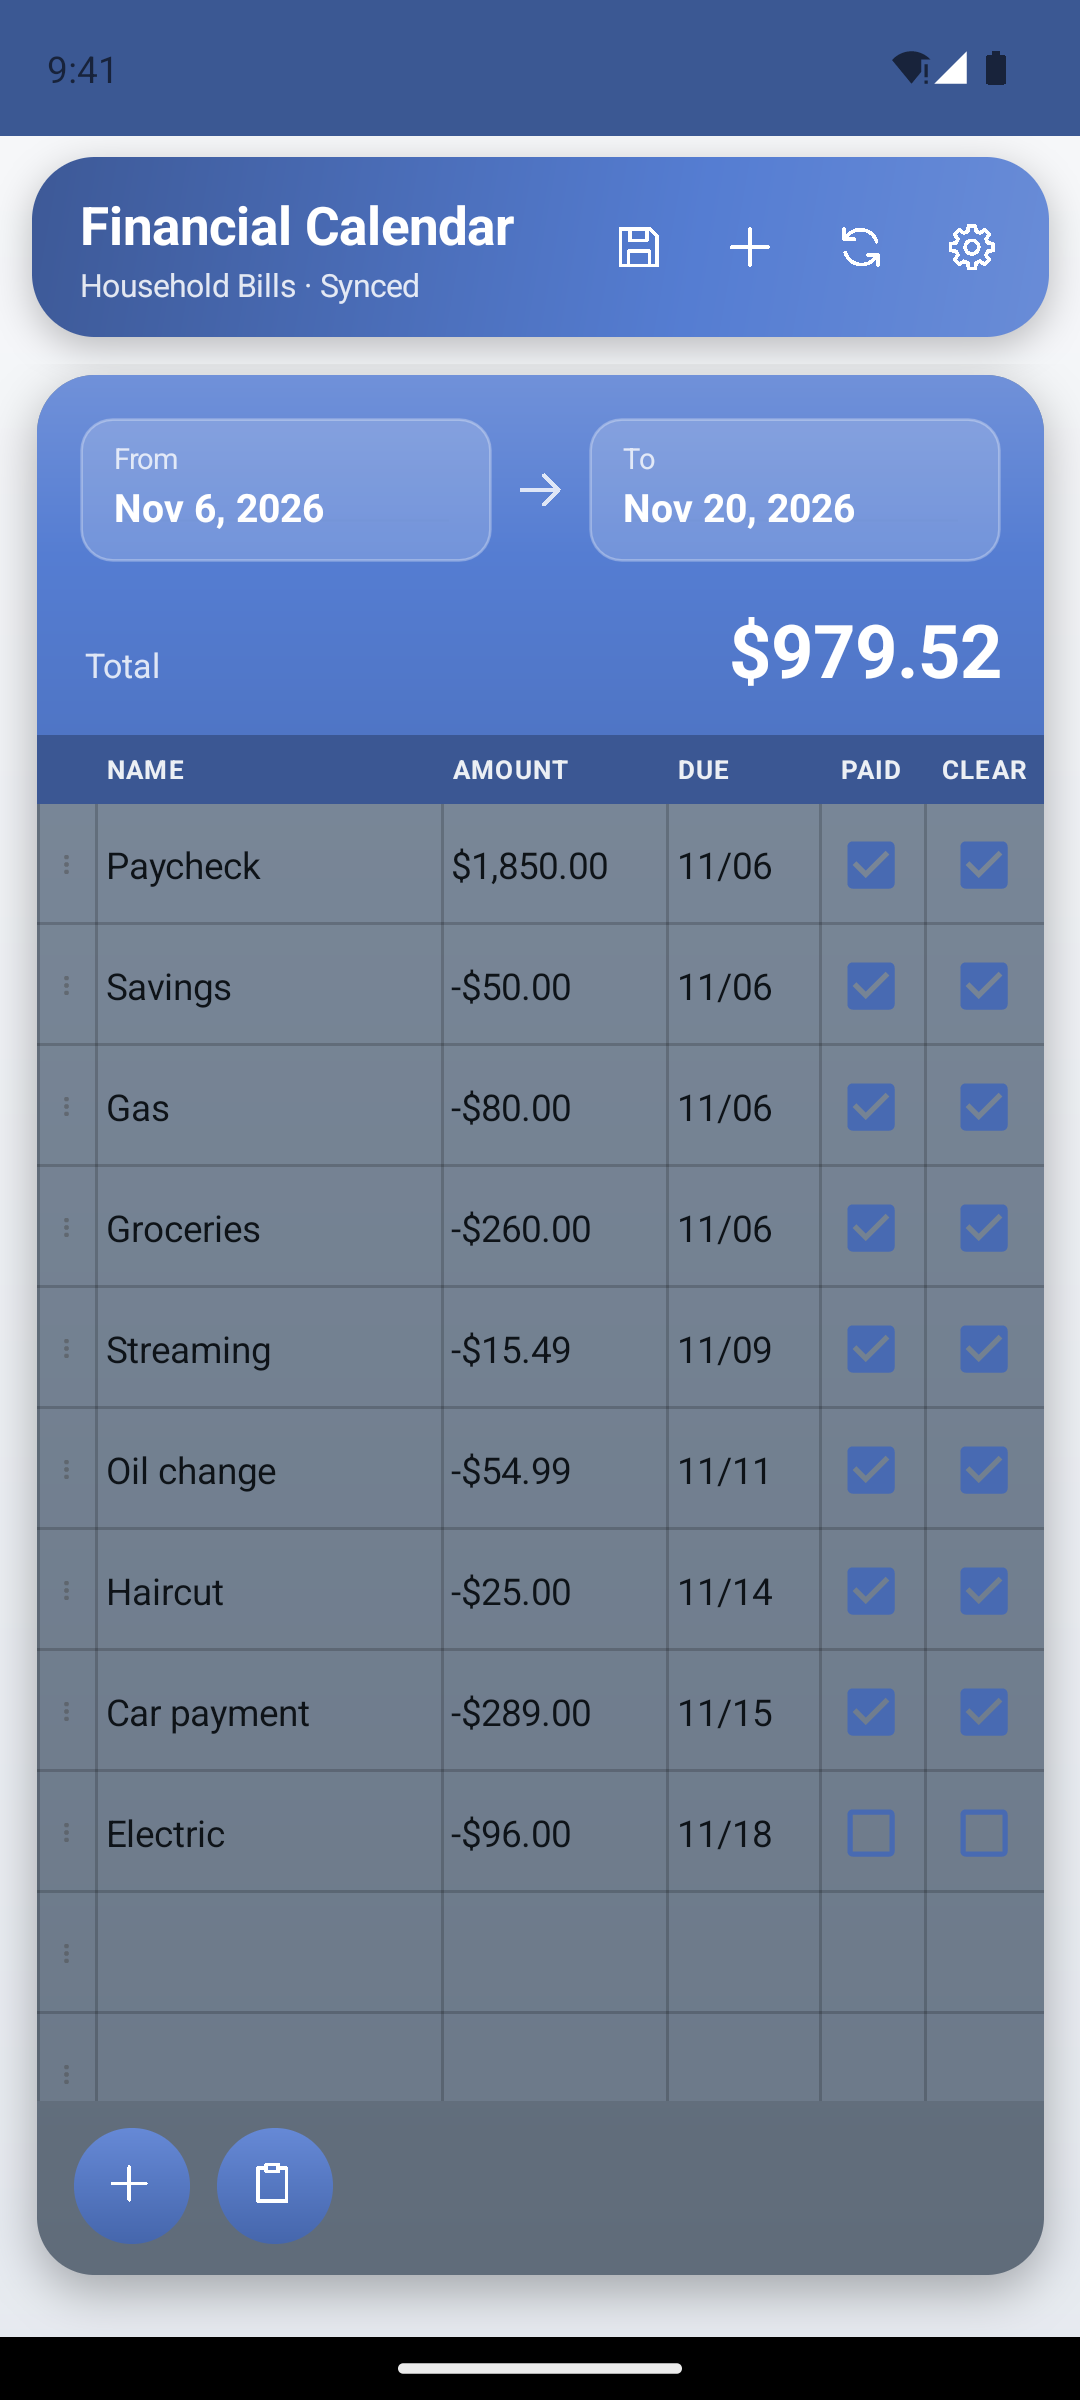 9:41
Financial Calendar
Household Bills · Synced
From
Nov 6, 2026
To
Nov 20, 2026
Total
$979.52
NAME AMOUNT DUE PAID CLEAR
Paycheck $1,850.00 11/06
Savings -$50.00 11/06
Gas -$80.00 11/06
Groceries -$260.00 11/06
Streaming -$15.49 11/09
Oil change -$54.99 11/11
Haircut -$25.00 11/14
Car payment -$289.00 11/15
Electric -$96.00 11/18